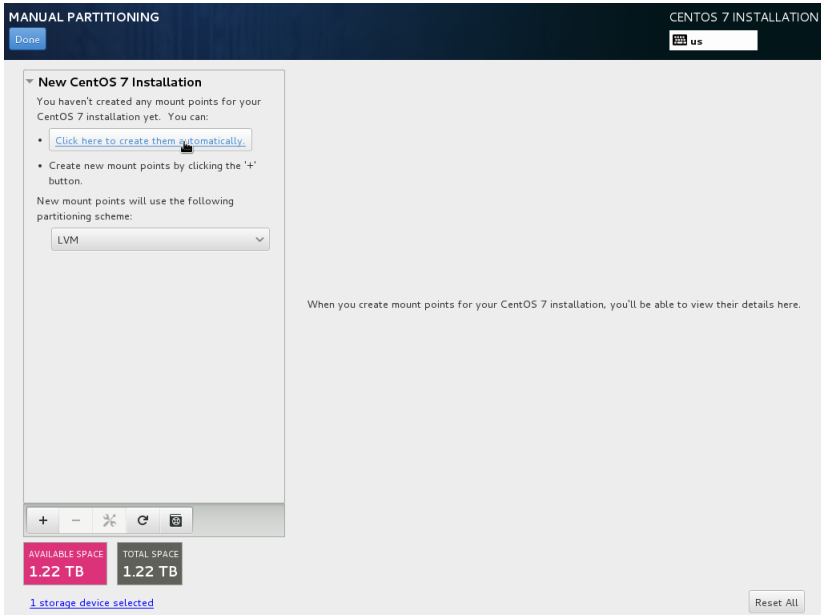 MANUAL PARTITIONING
CENTOS 7 INSTALLATION
Done
us
New CentOS 7 Installation
You haven't created any mount points for your
CentOS 7 installation yet.  You can:
• Click here to create them automatically.
• Create new mount points by clicking the '+'
button.
New mount points will use the following
partitioning scheme:
LVM
When you create mount points for your CentOS 7 installation, you'll be able to view their details here.
AVAILABLE SPACE
1.22 TB
TOTAL SPACE
1.22 TB
1 storage device selected
Reset All